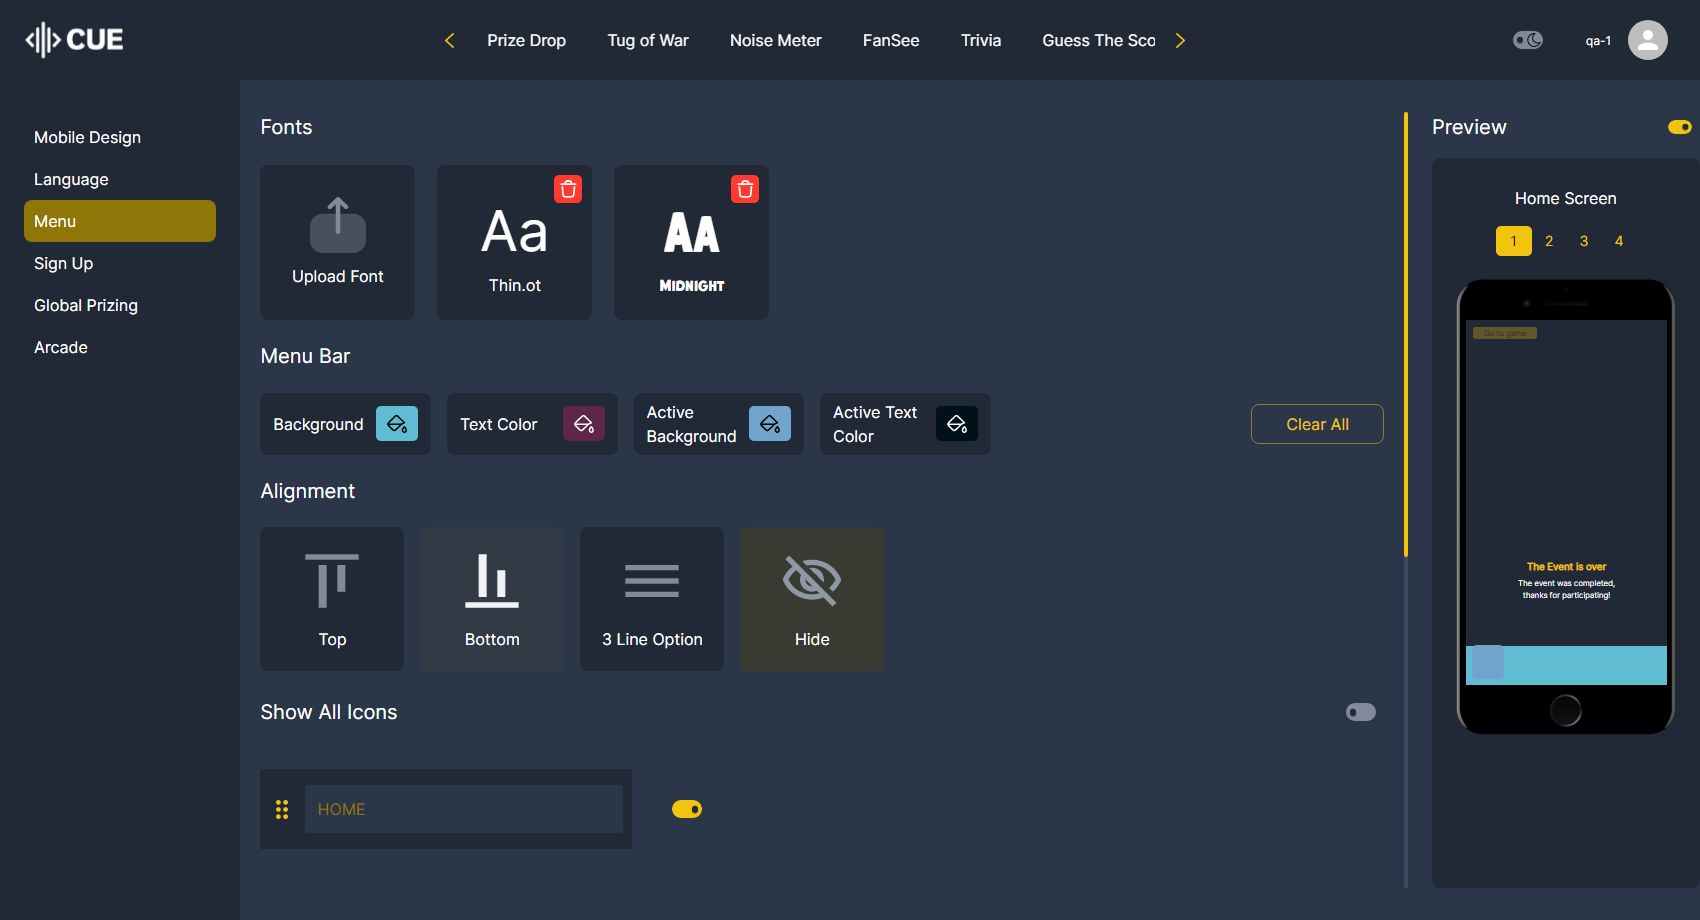 CUE
Prize Drop
Tug of War
Noise Meter
FanSee
Trivia
Guess The Sco
qa-1
Mobile Design
Language
Menu
Sign Up
Global Prizing
Arcade
Fonts
Upload Font
Aa
Thin.ot
AA
MIDNIGHT
Menu Bar
Background
Text Color
Active
Background
Active Text
Color
Clear All
Alignment
Top
Bottom
3 Line Option
Hide
Show All Icons
HOME
Preview
Home Screen
1 2 3 4
Go to game
The Event is over
The event was completed,
thanks for participating!